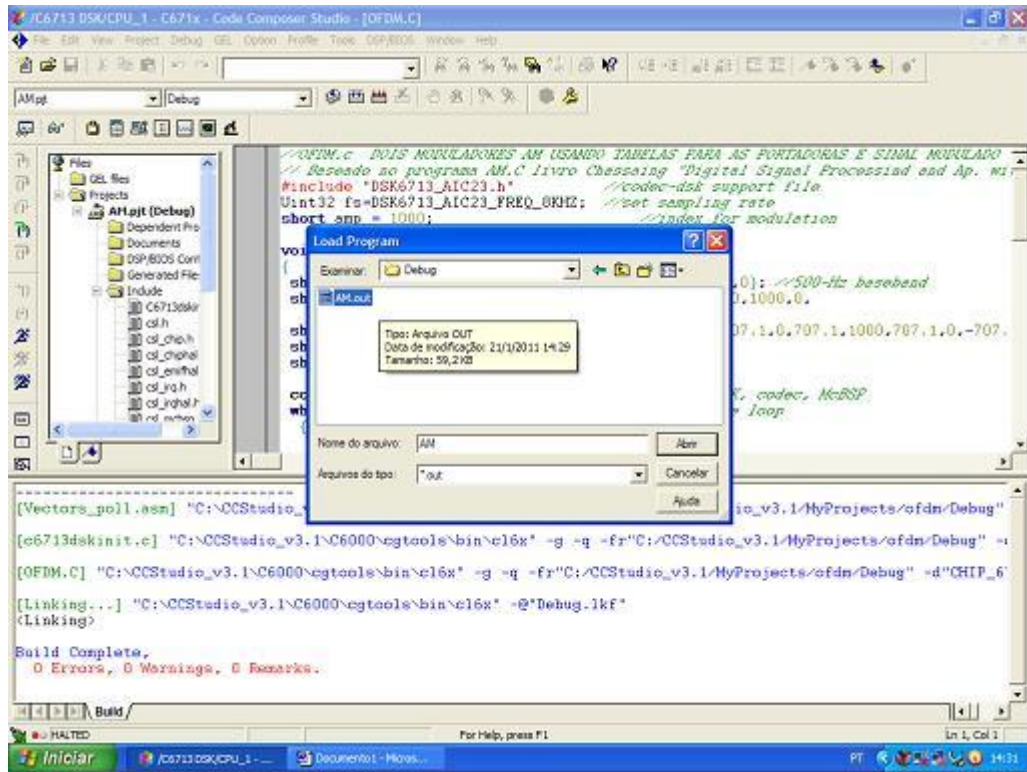 /C6713 DSK/CPU_1 - C671x - Code Composer Studio - [OFDM.C]
File Edit View Project Debug GEL Option Profile Tools DSP/BIOS Window Help
AM.pjt
Debug
Files
GEL files
Projects
AM.pjt (Debug)
Dependent Pro
Documents
DSP/BIOS Conf
Generated File
Include
C6713dskir
csl.h
csl_chip.h
csl_chiphal
csl_emifhal
csl_irq.h
csl_irqhal.h
//OFDM.c DOIS MODULADORES AM USANDO TABELAS PARA AS PORTADORAS E SINAL MODULADO
// Baseado no programa AM.C livro Chassaing "Digital Signal Processind and Ap. wi
#include "DSK6713_AIC23.h" //codec-dsk support file
Uint32 fs=DSK6713_AIC23_FREQ_8KHZ; //set sampling rate
short amp = 1000; //index for modulation
voi
{
sh ,0}; //500-Hz baseband
sh 0,1000,0,
sh 07,1,0,707,1,1000,707,1,0,-707,
sh
sh
co K, codec, McBSP
wh loop
{
Load Program
Examinar: Debug
AM.out
Tipo: Arquivo OUT
Data de modificação: 21/1/2011 14:29
Tamanho: 59,2 KB
Nome do arquivo: AM Abrir
Arquivos do tipo: *.out Cancelar
Ajuda
[Vectors_poll.asm] "C:\CCStudio_ io_v3.1/MyProjects/ofdm/Debug"
[c6713dskinit.c] "C:\CCStudio_v3.1\C6000\cgtools\bin\cl6x" -g -q -fr"C:/CCStudio_v3.1/MyProjects/ofdm/Debug"
[OFDM.C] "C:\CCStudio_v3.1\C6000\cgtools\bin\cl6x" -g -q -fr"C:/CCStudio_v3.1/MyProjects/ofdm/Debug" -d"CHIP_6
[Linking...] "C:\CCStudio_v3.1\C6000\cgtools\bin\cl6x" -@"Debug.lkf"
<Linking>
Build Complete,
0 Errors, 0 Warnings, 0 Remarks.
Build
HALTED
For Help, press F1
Ln 1, Col 1
Iniciar
/C6713 DSK/CPU_1 - ...
Documento1 - Micros...
PT
14:31